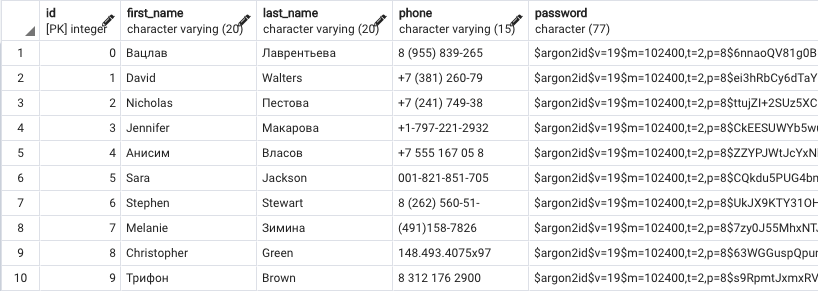 id first_name last_name phone password
[PK] integer character varying (20) character varying (20) character varying (15) character (77)
1 0 Вацлав Лаврентьева 8 (955) 839-265 $argon2id$v=19$m=102400,t=2,p=8$6nnaoQV81g0B
2 1 David Walters +7 (381) 260-79 $argon2id$v=19$m=102400,t=2,p=8$ei3hRbCy6dTaY
3 2 Nicholas Пестова +7 (241) 749-38 $argon2id$v=19$m=102400,t=2,p=8$ttujZI+2SUz5XC
4 3 Jennifer Макарова +1-797-221-2932 $argon2id$v=19$m=102400,t=2,p=8$CkEESUWYb5w
5 4 Анисим Власов +7 555 167 05 8 $argon2id$v=19$m=102400,t=2,p=8$ZZYPJWtJcYxN
6 5 Sara Jackson 001-821-851-705 $argon2id$v=19$m=102400,t=2,p=8$CQkdu5PUG4br
7 6 Stephen Stewart 8 (262) 560-51- $argon2id$v=19$m=102400,t=2,p=8$UkJX9KTY31OH
8 7 Melanie Зимина (491)158-7826 $argon2id$v=19$m=102400,t=2,p=8$7zy0J55MhxNT
9 8 Christopher Green 148.493.4075x97 $argon2id$v=19$m=102400,t=2,p=8$63WGGuspQpur
10 9 Трифон Brown 8 312 176 2900 $argon2id$v=19$m=102400,t=2,p=8$s9RpmtJxmxRV